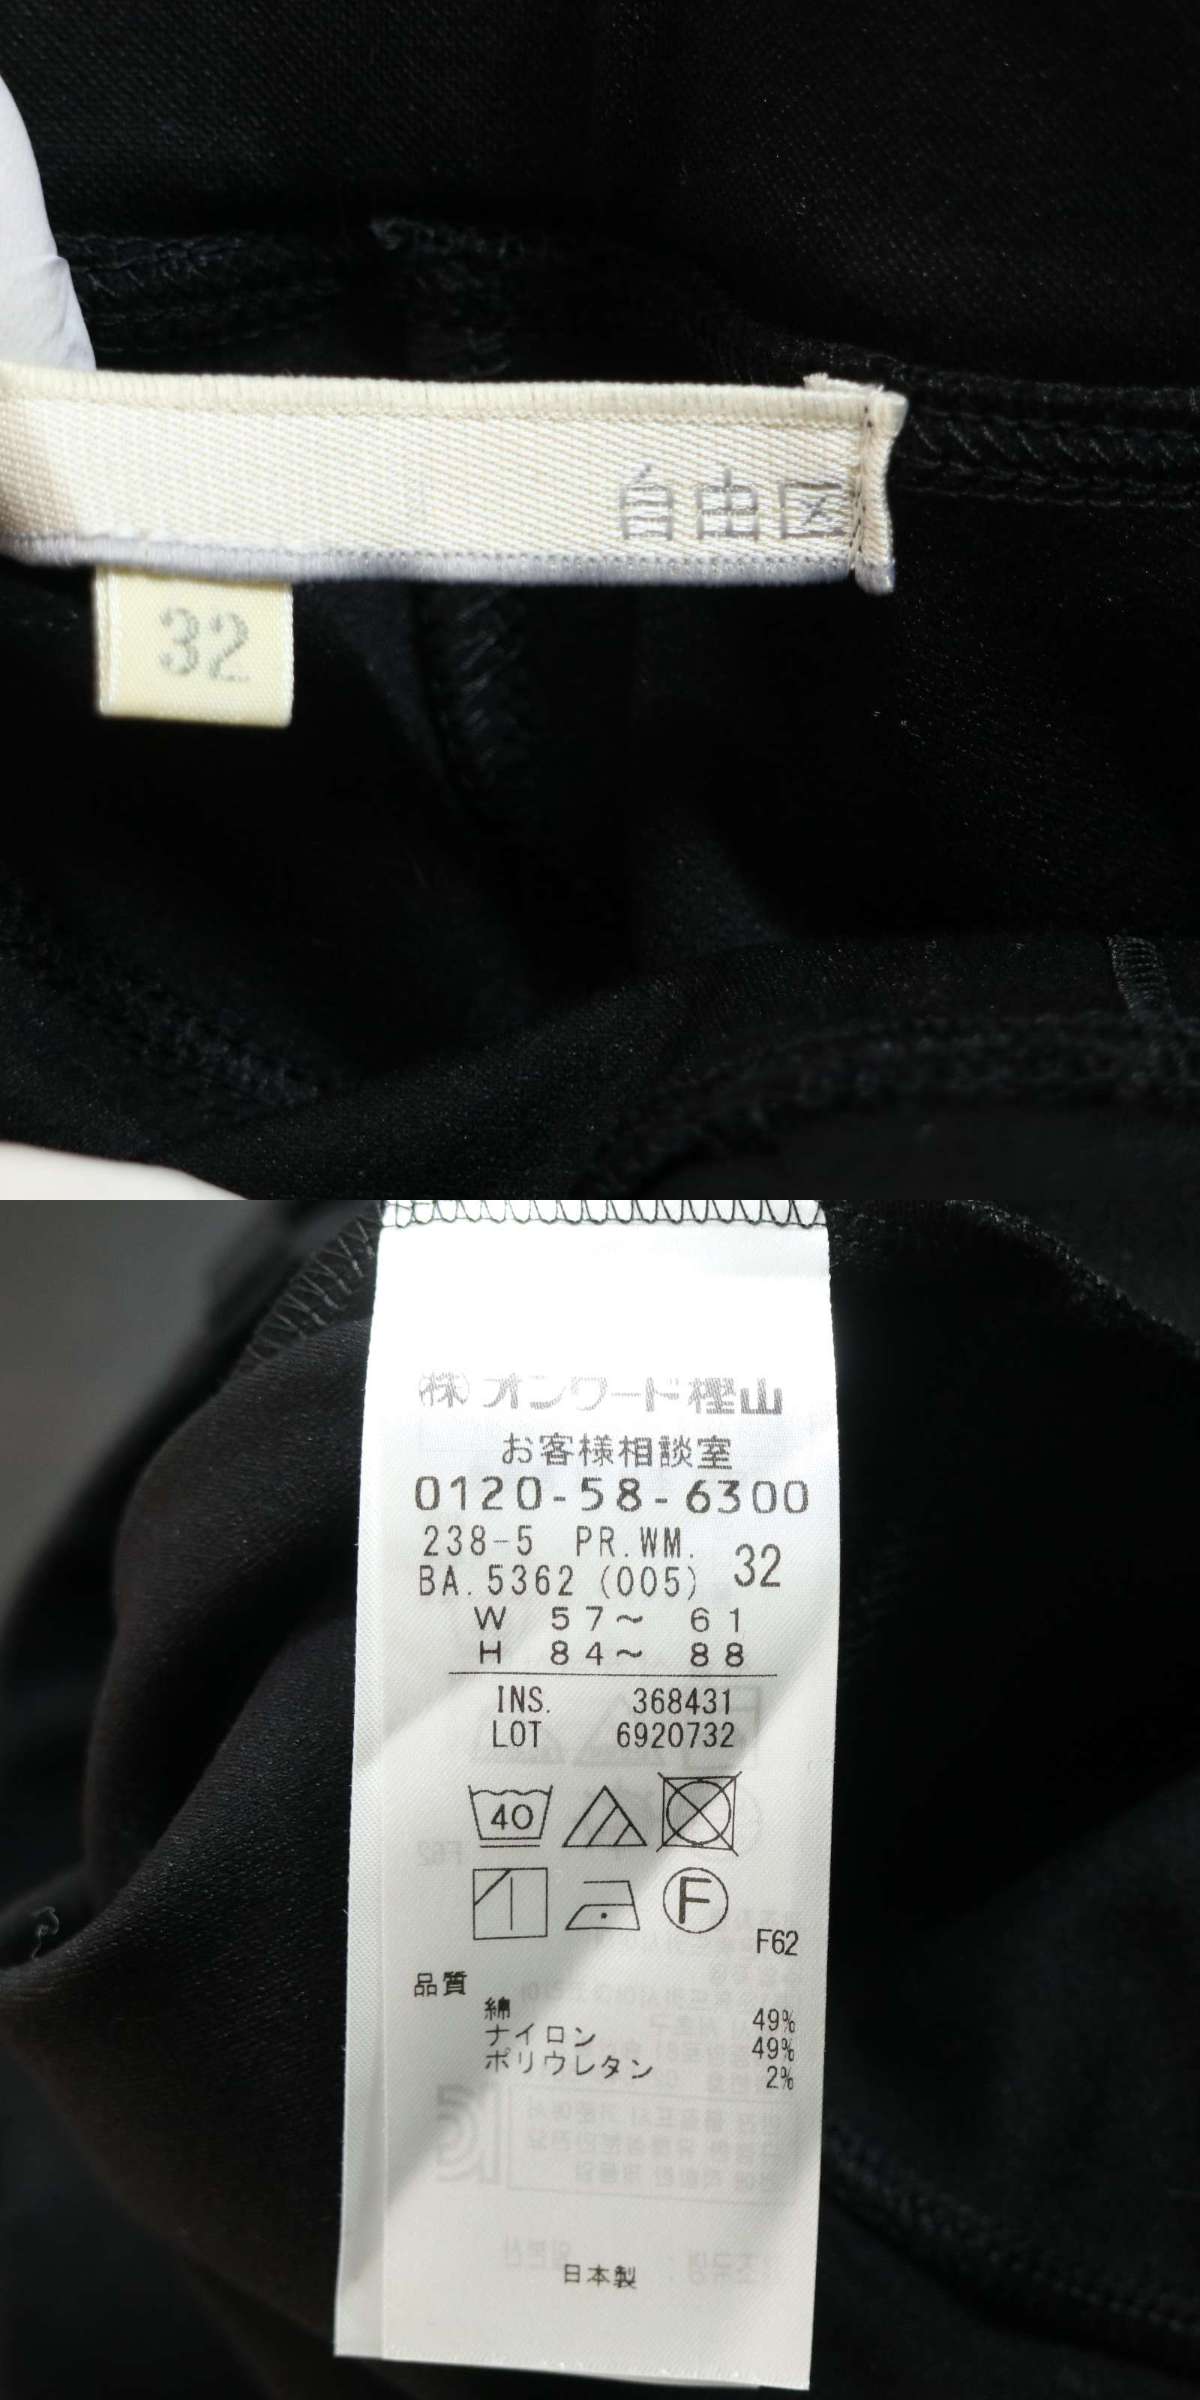 自由区
32
(株)オンワード樫山
お客様相談室
0120-58-6300
238-5 PR.WM. 32
BA.5362 (005)
W 57～ 61
H 84～ 88
INS. 368431
LOT 6920732
40
F
F62
品質
綿 49%
ナイロン 49%
ポリウレタン 2%
日本製